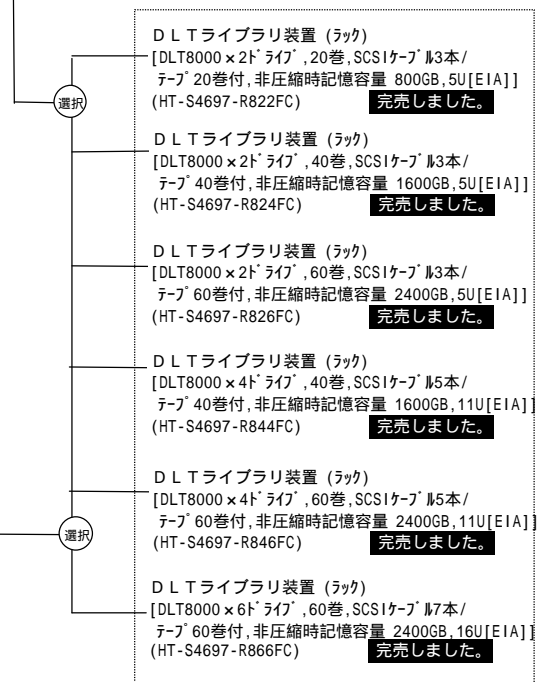 ＤＬＴライブラリ装置 (ﾗｯｸ)
[DLT8000×2ﾄﾞﾗｲﾌﾞ,20巻,SCSIｹｰﾌﾞﾙ3本/
ﾃｰﾌﾟ20巻付,非圧縮時記憶容量 800GB,5U[EIA]]
選択
(HT-S4697-R822FC) 完売しました。
ＤＬＴライブラリ装置 (ﾗｯｸ)
[DLT8000×2ﾄﾞﾗｲﾌﾞ,40巻,SCSIｹｰﾌﾞﾙ3本/
ﾃｰﾌﾟ40巻付,非圧縮時記憶容量 1600GB,5U[EIA]]
(HT-S4697-R824FC) 完売しました。
ＤＬＴライブラリ装置 (ﾗｯｸ)
[DLT8000×2ﾄﾞﾗｲﾌﾞ,60巻,SCSIｹｰﾌﾞﾙ3本/
ﾃｰﾌﾟ60巻付,非圧縮時記憶容量 2400GB,5U[EIA]]
(HT-S4697-R826FC) 完売しました。
ＤＬＴライブラリ装置 (ﾗｯｸ)
[DLT8000×4ﾄﾞﾗｲﾌﾞ,40巻,SCSIｹｰﾌﾞﾙ5本/
ﾃｰﾌﾟ40巻付,非圧縮時記憶容量 1600GB,11U[EIA]]
(HT-S4697-R844FC) 完売しました。
ＤＬＴライブラリ装置 (ﾗｯｸ)
[DLT8000×4ﾄﾞﾗｲﾌﾞ,60巻,SCSIｹｰﾌﾞﾙ5本/
ﾃｰﾌﾟ60巻付,非圧縮時記憶容量 2400GB,11U[EIA]]
選択
(HT-S4697-R846FC) 完売しました。
ＤＬＴライブラリ装置 (ﾗｯｸ)
[DLT8000×6ﾄﾞﾗｲﾌﾞ,60巻,SCSIｹｰﾌﾞﾙ7本/
ﾃｰﾌﾟ60巻付,非圧縮時記憶容量 2400GB,16U[EIA]]
(HT-S4697-R866FC) 完売しました。